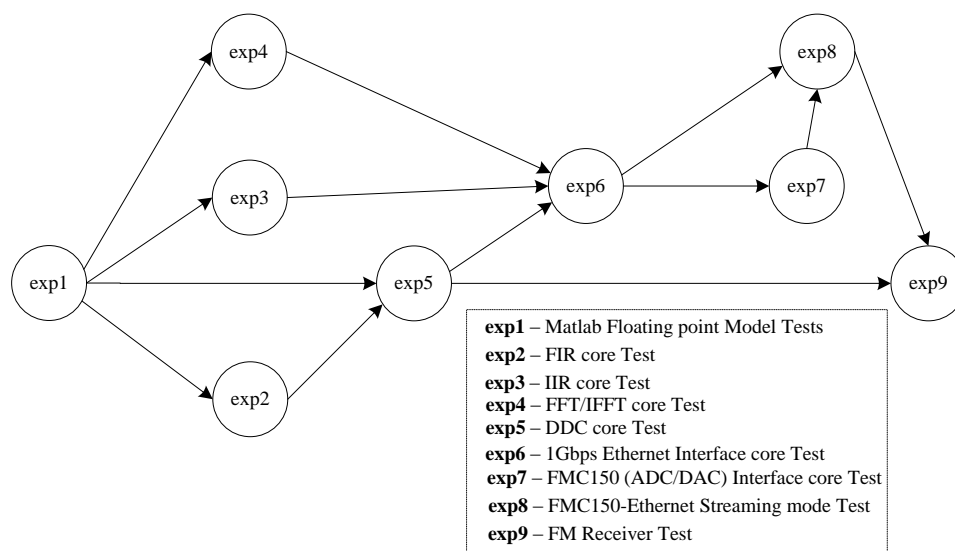 exp4
exp8
exp3
exp6
exp7
exp1
exp5
exp9
exp2
exp1 – Matlab Floating point Model Tests
exp2 – FIR core Test
exp3 – IIR core Test
exp4 – FFT/IFFT core Test
exp5 – DDC core Test
exp6 – 1Gbps Ethernet Interface core Test
exp7 – FMC150 (ADC/DAC) Interface core Test
exp8 – FMC150-Ethernet Streaming mode Test
exp9 – FM Receiver Test